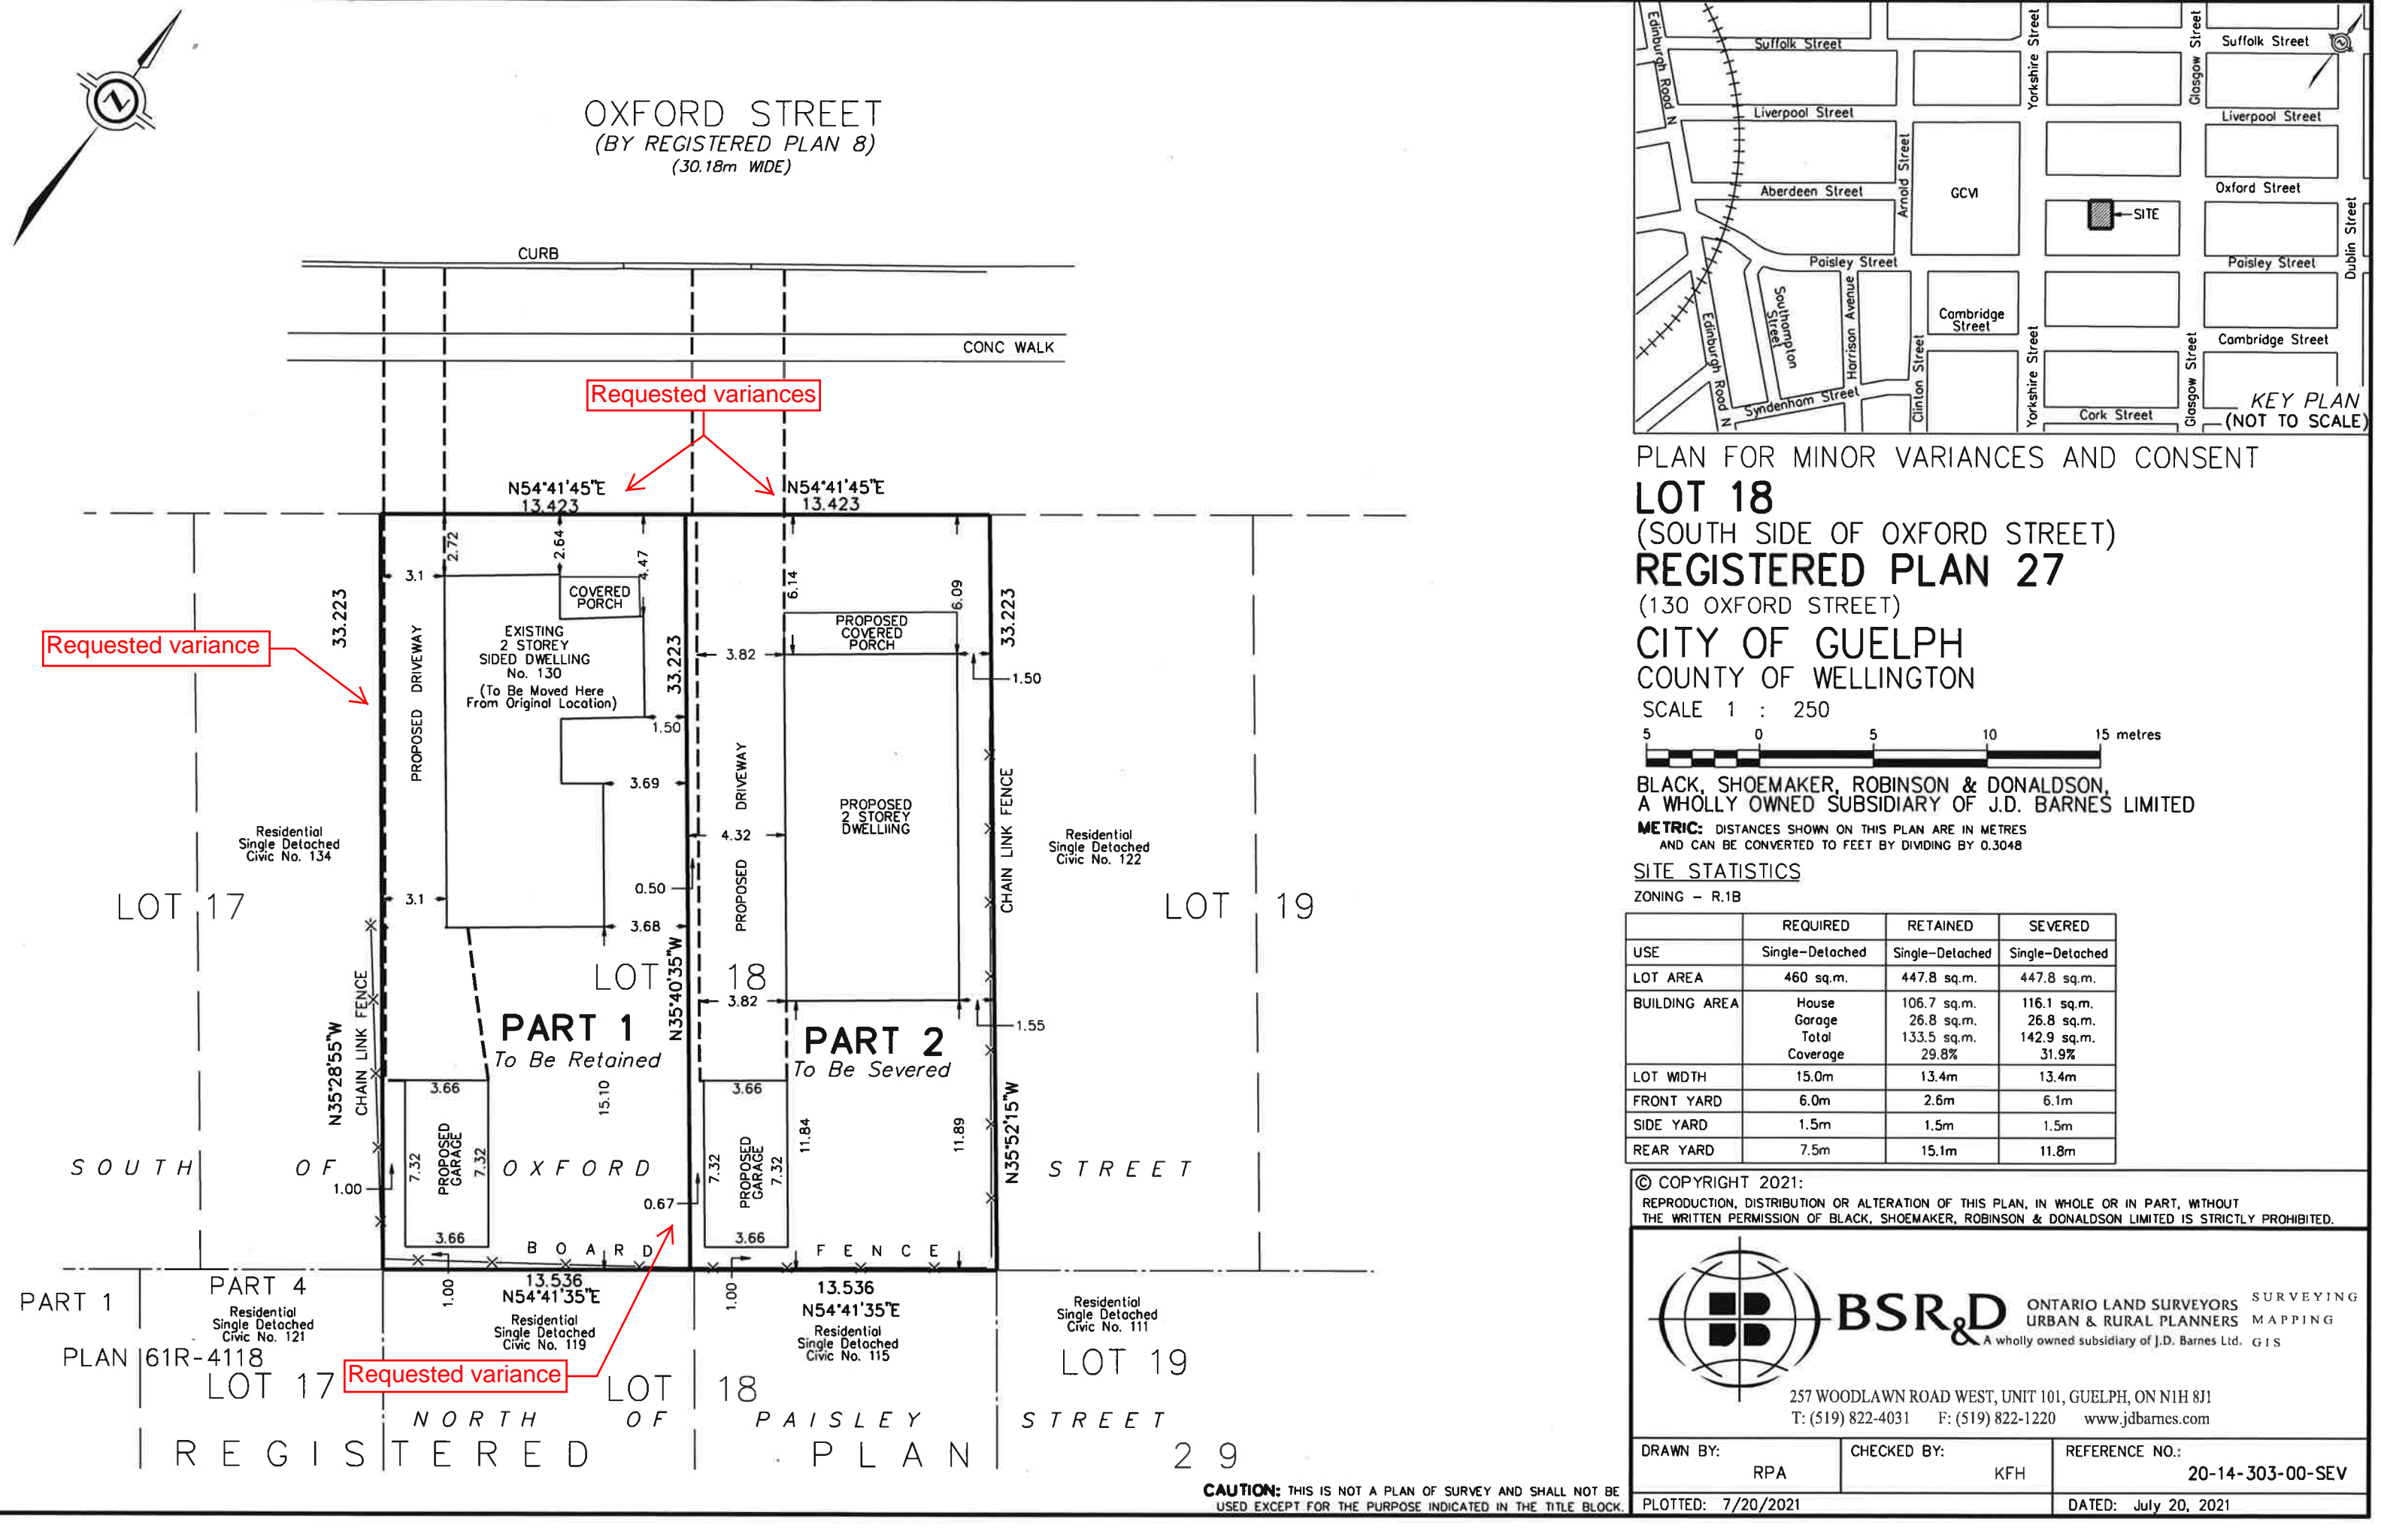 OXFORD STREET
(BY REGISTERED PLAN 8)
(30.18m WIDE)
N
CURB
CONC WALK
Requested variances
N54°41'45"E
13.423
N54°41'45"E
13.423
2.72
2.64
4.47
3.1
COVERED
PORCH
6.14
6.09
33.223
33.223
33.223
Requested variance
EXISTING
2 STOREY
SIDED DWELLING
No. 130
(To Be Moved Here
From Original Location)
PROPOSED DRIVEWAY
PROPOSED
COVERED
PORCH
3.82
1.50
1.50
3.69
PROPOSED DRIVEWAY
PROPOSED
2 STOREY
DWELLING
4.32
CHAIN LINK FENCE
Residential
Single Detached
Civic No. 134
Residential
Single Detached
Civic No. 122
0.50
3.1
3.68
LOT 17
LOT 19
LOT 18
3.82
N35°40'35"W
CHAIN LINK FENCE
N35°28'55"W
PART 1
To Be Retained
PART 2
To Be Severed
1.55
N35°52'15"W
3.66
3.66
15.10
11.84
11.89
7.32
PROPOSED
GARAGE
7.32
7.32
PROPOSED
GARAGE
7.32
SOUTH OF OXFORD STREET
1.00
0.67
3.66
3.66
BOARD FENCE
1.00
13.536
N54°41'35"E
1.00
13.536
N54°41'35"E
PART 1
PART 4
Residential
Single Detached
Civic No. 121
Residential
Single Detached
Civic No. 119
Residential
Single Detached
Civic No. 115
Residential
Single Detached
Civic No. 111
PLAN 61R-4118
LOT 17
Requested variance
LOT 18
LOT 19
NORTH OF PAISLEY STREET
REGISTERED PLAN 29
CAUTION: THIS IS NOT A PLAN OF SURVEY AND SHALL NOT BE
USED EXCEPT FOR THE PURPOSE INDICATED IN THE TITLE BLOCK.
Edinburgh Road N
Suffolk Street
Yorkshire Street
Glasgow Street
Suffolk Street
N
Liverpool Street
Liverpool Street
Arnold Street
Aberdeen Street
GCVI
Oxford Street
SITE
Dublin Street
Paisley Street
Paisley Street
Southampton
Street
Harrison Avenue
Cambridge
Street
Cambridge Street
Edinburgh Road N
Clinton Street
Yorkshire Street
Glasgow Street
Syndenham Street
Cork Street
KEY PLAN
(NOT TO SCALE)
PLAN FOR MINOR VARIANCES AND CONSENT
LOT 18
(SOUTH SIDE OF OXFORD STREET)
REGISTERED PLAN 27
(130 OXFORD STREET)
CITY OF GUELPH
COUNTY OF WELLINGTON
SCALE 1 : 250
5 0 5 10 15 metres
BLACK, SHOEMAKER, ROBINSON & DONALDSON,
A WHOLLY OWNED SUBSIDIARY OF J.D. BARNES LIMITED
METRIC: DISTANCES SHOWN ON THIS PLAN ARE IN METRES
AND CAN BE CONVERTED TO FEET BY DIVIDING BY 0.3048
SITE STATISTICS
ZONING – R.1B
REQUIRED RETAINED SEVERED
USE Single-Detached Single-Detached Single-Detached
LOT AREA 460 sq.m. 447.8 sq.m. 447.8 sq.m.
BUILDING AREA House 106.7 sq.m. 116.1 sq.m.
Garage 26.8 sq.m. 26.8 sq.m.
Total 133.5 sq.m. 142.9 sq.m.
Coverage 29.8% 31.9%
LOT WIDTH 15.0m 13.4m 13.4m
FRONT YARD 6.0m 2.6m 6.1m
SIDE YARD 1.5m 1.5m 1.5m
REAR YARD 7.5m 15.1m 11.8m
© COPYRIGHT 2021:
REPRODUCTION, DISTRIBUTION OR ALTERATION OF THIS PLAN, IN WHOLE OR IN PART, WITHOUT
THE WRITTEN PERMISSION OF BLACK, SHOEMAKER, ROBINSON & DONALDSON LIMITED IS STRICTLY PROHIBITED.
BSR&D
ONTARIO LAND SURVEYORS
URBAN & RURAL PLANNERS
A wholly owned subsidiary of J.D. Barnes Ltd.
SURVEYING
MAPPING
GIS
257 WOODLAWN ROAD WEST, UNIT 101, GUELPH, ON N1H 8J1
T: (519) 822-4031 F: (519) 822-1220 www.jdbarnes.com
DRAWN BY: RPA
CHECKED BY: KFH
REFERENCE NO.: 20-14-303-00-SEV
PLOTTED: 7/20/2021
DATED: July 20, 2021